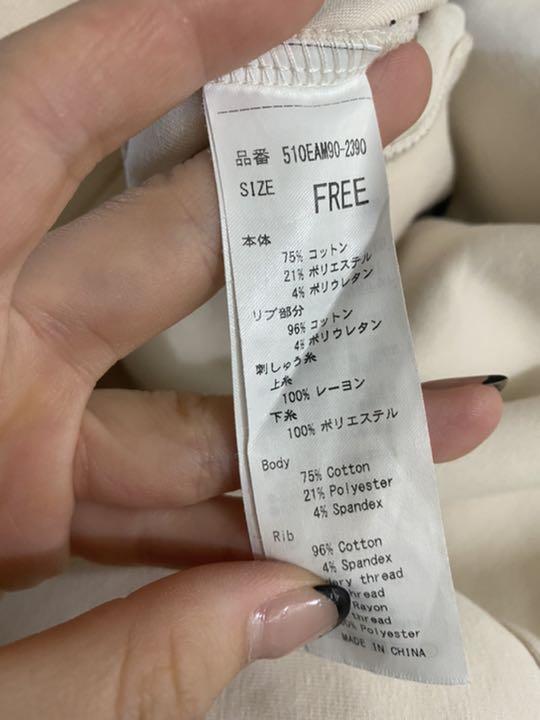 品番 510EAM90-2390
SIZE FREE
本体
75% コットン
21% ポリエステル
4% ポリウレタン
リブ部分
96% コットン
4% ポリウレタン
刺しゅう糸
上糸
100% レーヨン
下糸
100% ポリエステル
Body
75% Cotton
21% Polyester
4% Spandex
Rib
96% Cotton
4% Spandex
thread
Rayon
thread
Polyester
MADE IN CHINA